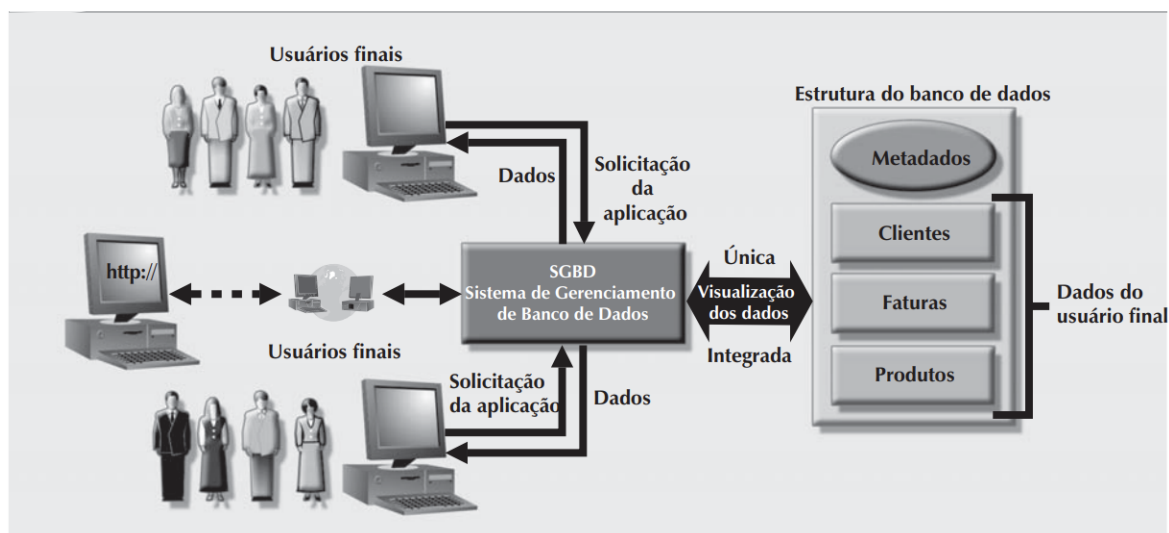 Usuários finais
Dados
Solicitação
da
aplicação
http://
SGBD
Sistema de Gerenciamento
de Banco de Dados
Usuários finais
Solicitação
da aplicação
Dados
Única
Visualização
dos dados
Integrada
Estrutura do banco de dados
Metadados
Clientes
Faturas
Produtos
Dados do
usuário final